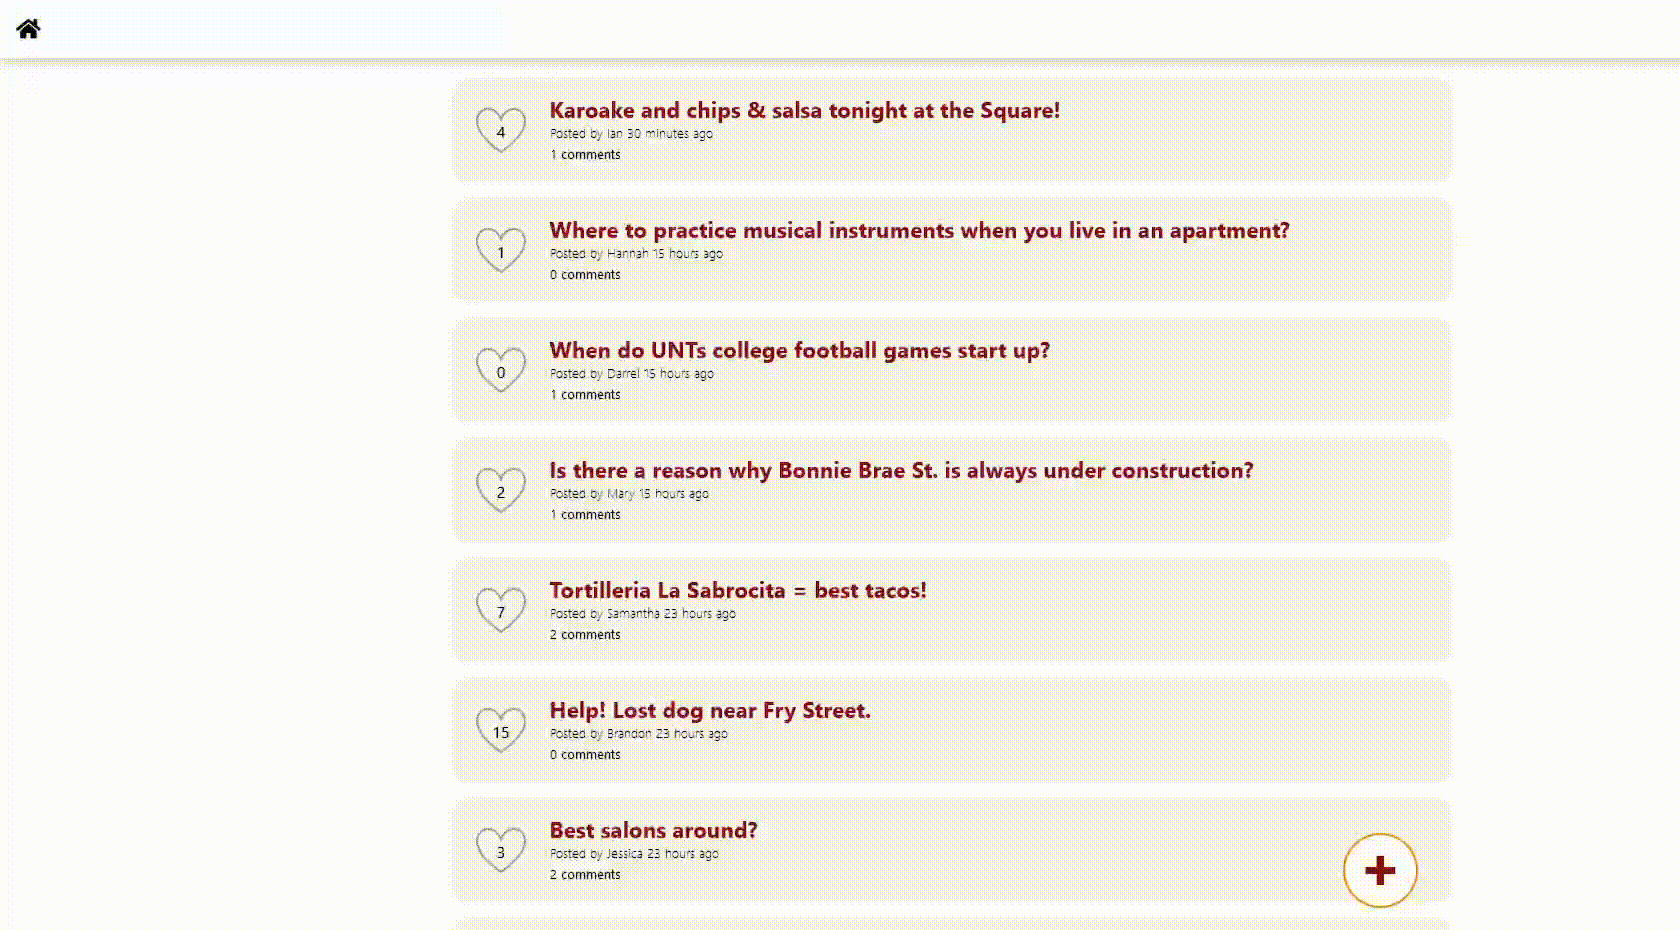 4
Karoake and chips & salsa tonight at the Square!
Posted by Ian 30 minutes ago
1 comments
1
Where to practice musical instruments when you live in an apartment?
Posted by Hannah 15 hours ago
0 comments
0
When do UNTs college football games start up?
Posted by Darrel 15 hours ago
1 comments
2
Is there a reason why Bonnie Brae St. is always under construction?
Posted by Mary 15 hours ago
1 comments
7
Tortilleria La Sabrocita = best tacos!
Posted by Samantha 23 hours ago
2 comments
15
Help! Lost dog near Fry Street.
Posted by Brandon 23 hours ago
0 comments
3
Best salons around?
Posted by Jessica 23 hours ago
2 comments